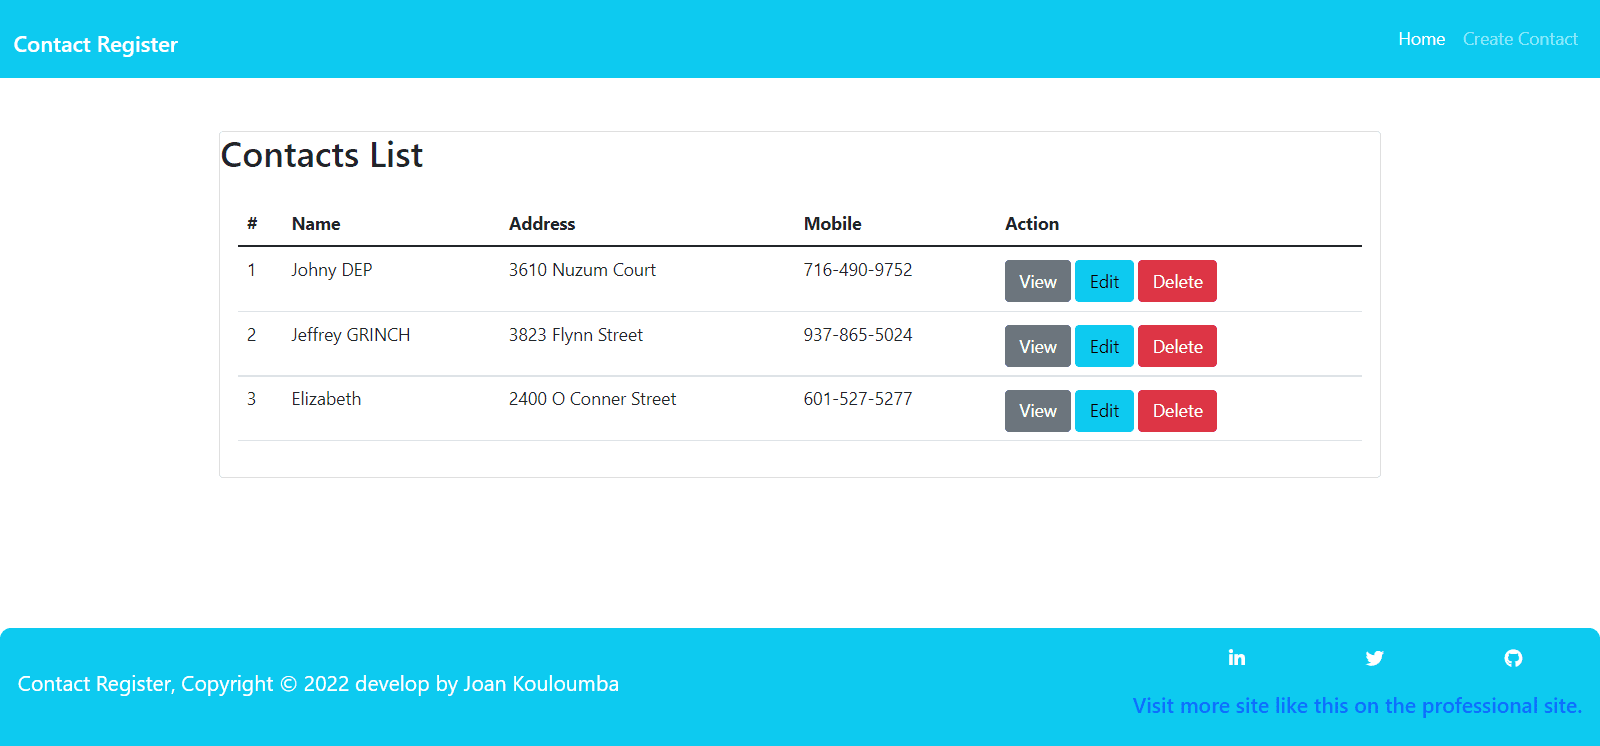 Contact Register
Home Create Contact
Contacts List
# Name Address Mobile Action
1 Johny DEP 3610 Nuzum Court 716-490-9752 View Edit Delete
2 Jeffrey GRINCH 3823 Flynn Street 937-865-5024 View Edit Delete
3 Elizabeth 2400 O Conner Street 601-527-5277 View Edit Delete
Contact Register, Copyright © 2022 develop by Joan Kouloumba
Visit more site like this on the professional site.